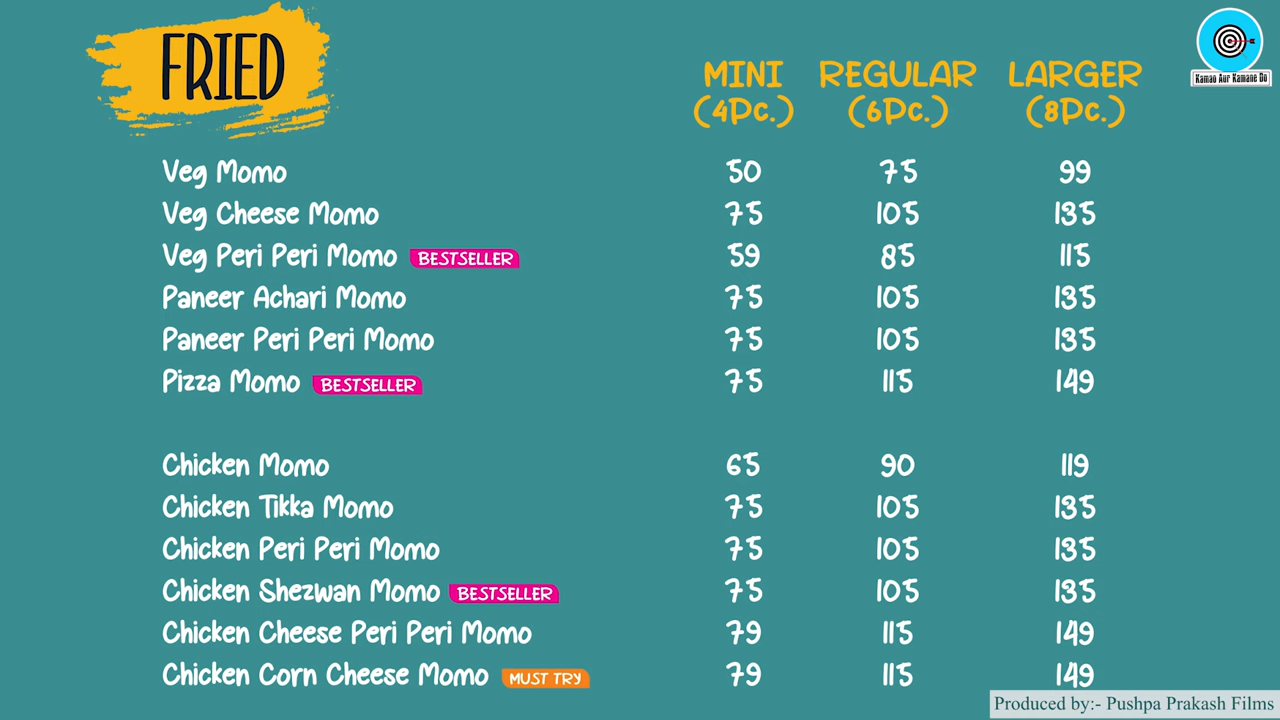 FRIED
MINI REGULAR LARGER
(4Pc.) (6Pc.) (8Pc.)
Kamao Aur Kamane Do
Veg Momo 50 75 99
Veg Cheese Momo 75 105 135
Veg Peri Peri Momo BESTSELLER 59 85 115
Paneer Achari Momo 75 105 135
Paneer Peri Peri Momo 75 105 135
Pizza Momo BESTSELLER 75 115 149
Chicken Momo 65 90 119
Chicken Tikka Momo 75 105 135
Chicken Peri Peri Momo 75 105 135
Chicken Shezwan Momo BESTSELLER 75 105 135
Chicken Cheese Peri Peri Momo 79 115 149
Chicken Corn Cheese Momo MUST TRY 79 115 149
Produced by:- Pushpa Prakash Films